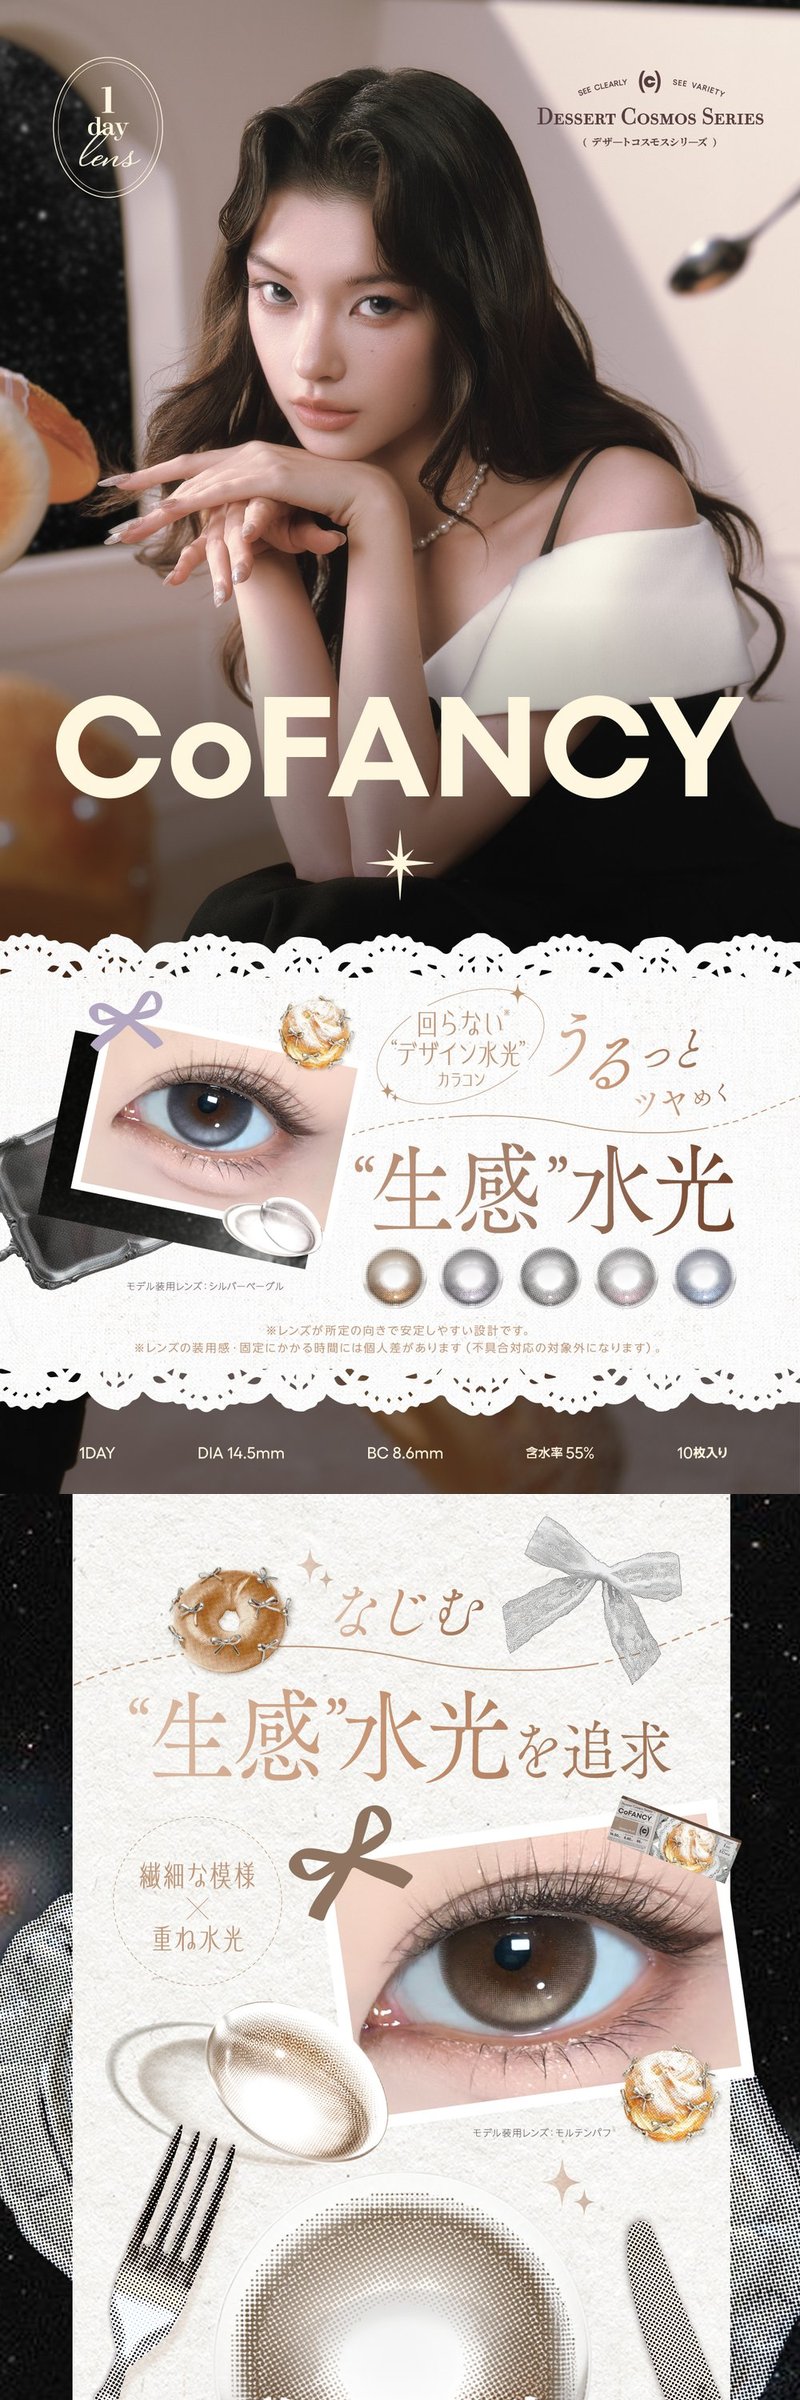 1
day
lens
SEE CLEARLY (c) SEE VARIETY
DESSERT COSMOS SERIES
( デザートコスモスシリーズ )
CoFANCY
回らない※
“デザイン水光”
カラコン
うるっと
ツヤめく
“生感”水光
モデル装用レンズ：シルバーベーグル
※レンズが所定の向きで安定しやすい設計です。
※レンズの装用感・固定にかかる時間には個人差があります（不具合対応の対象外になります）。
1DAY DIA 14.5mm BC 8.6mm 含水率 55% 10枚入り
なじむ
“生感”水光を追求
繊細な模様
×
重ね水光
CoFANCY
(c)
モデル装用レンズ：モルテンパフ